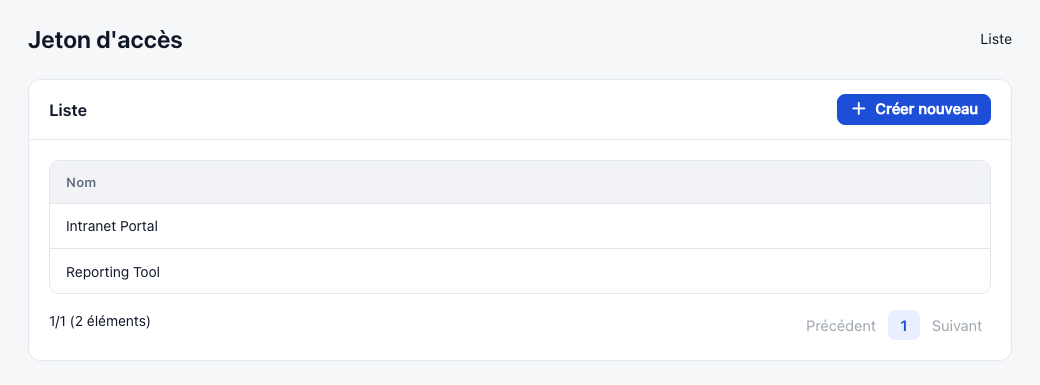 Jeton d'accès
Liste
Liste
Créer nouveau
Nom
Intranet Portal
Reporting Tool
1/1 (2 éléments)
Précédent 1 Suivant